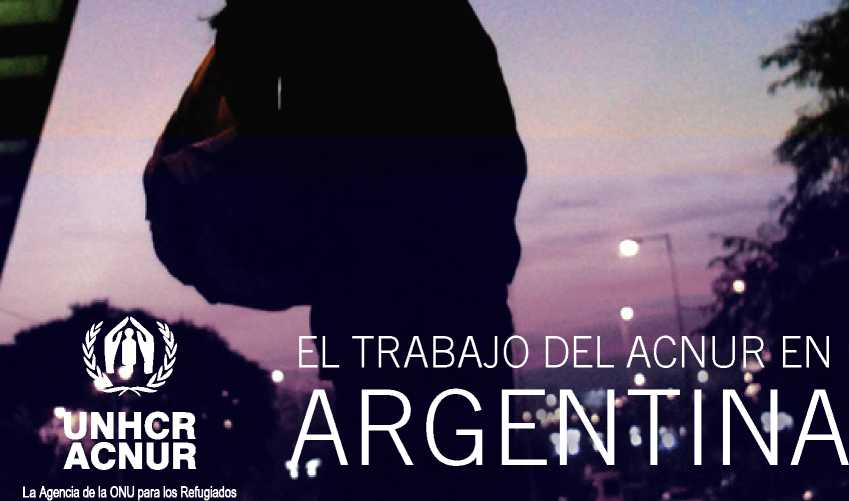 EL TRABAJO DEL ACNUR EN
ARGENTINA
UNHCR
ACNUR
La Agencia de la ONU para los Refugiados